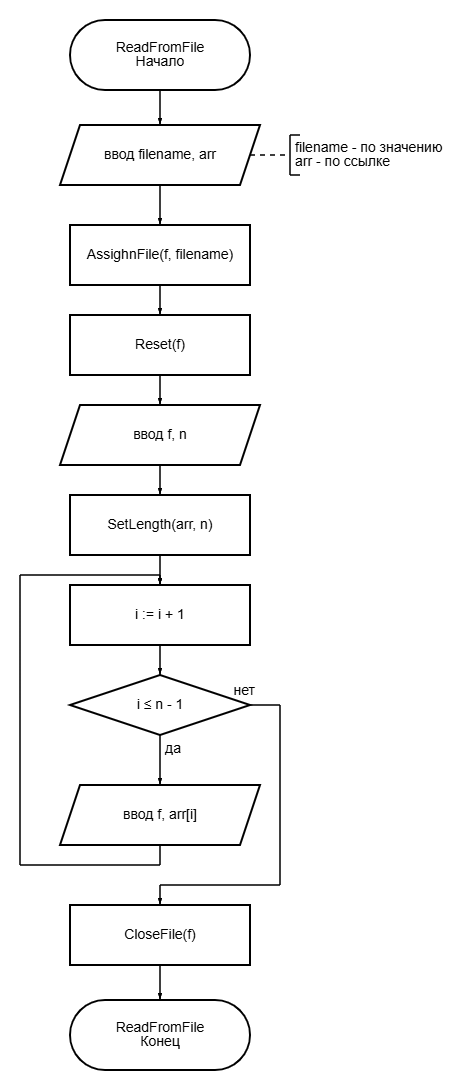 ReadFromFile
Начало
ввод filename, arr
filename - по значению
arr - по ссылке
AssighnFile(f, filename)
Reset(f)
ввод f, n
SetLength(arr, n)
i := i + 1
i ≤ n - 1
нет
да
ввод f, arr[i]
CloseFile(f)
ReadFromFile
Конец